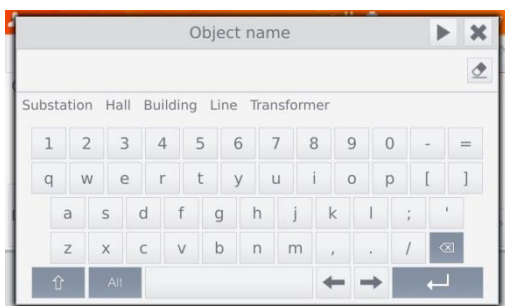 Object name
Substation Hall Building Line Transformer
1 2 3 4 5 6 7 8 9 0 - =
q w e r t y u i o p [ ]
a s d f g h j k l ; '
z x c v b n m , . /
Alt